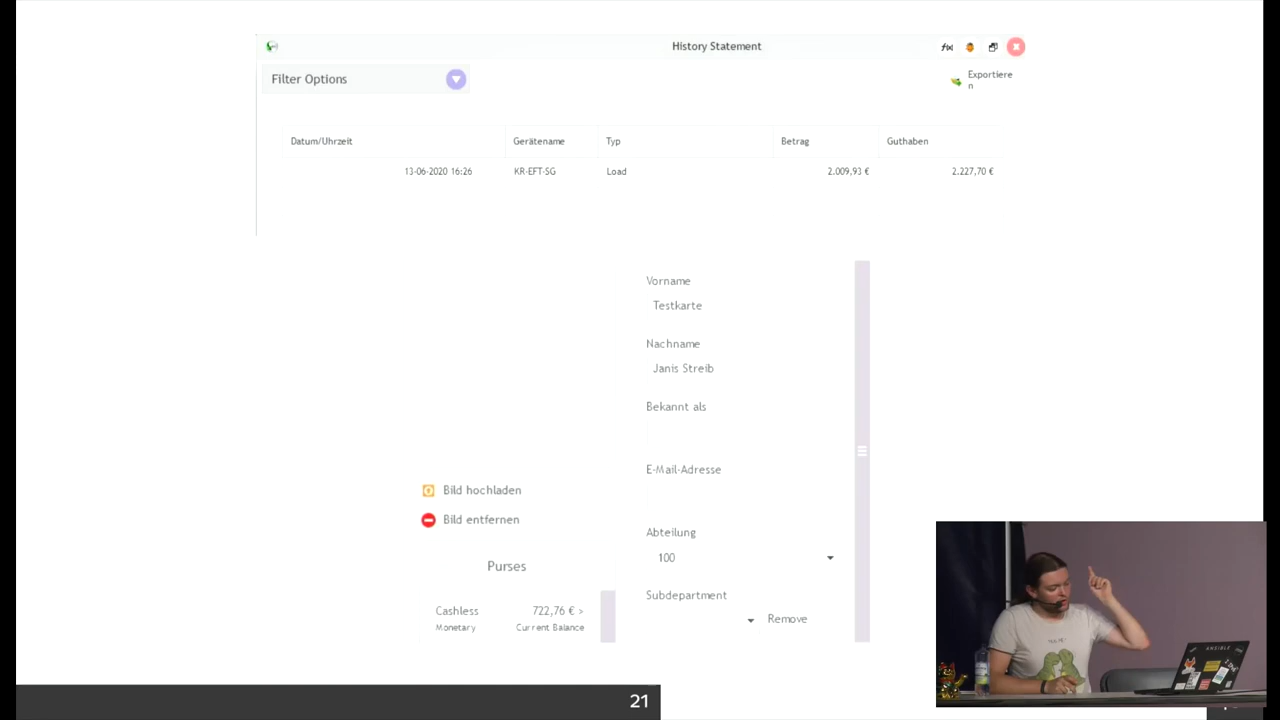 History Statement
Filter Options
Exportiere
n
Datum/Uhrzeit Gerätename Typ Betrag Guthaben
13-06-2020 16:26 KR-EFT-SG Load 2.009,93 € 2.227,70 €
Vorname
Testkarte
Nachname
Janis Streib
Bekannt als
E-Mail-Adresse
Bild hochladen
Bild entfernen
Abteilung
100
Purses
Subdepartment
Remove
Cashless 722,76 € >
Monetary Current Balance
21
ANSIBLE